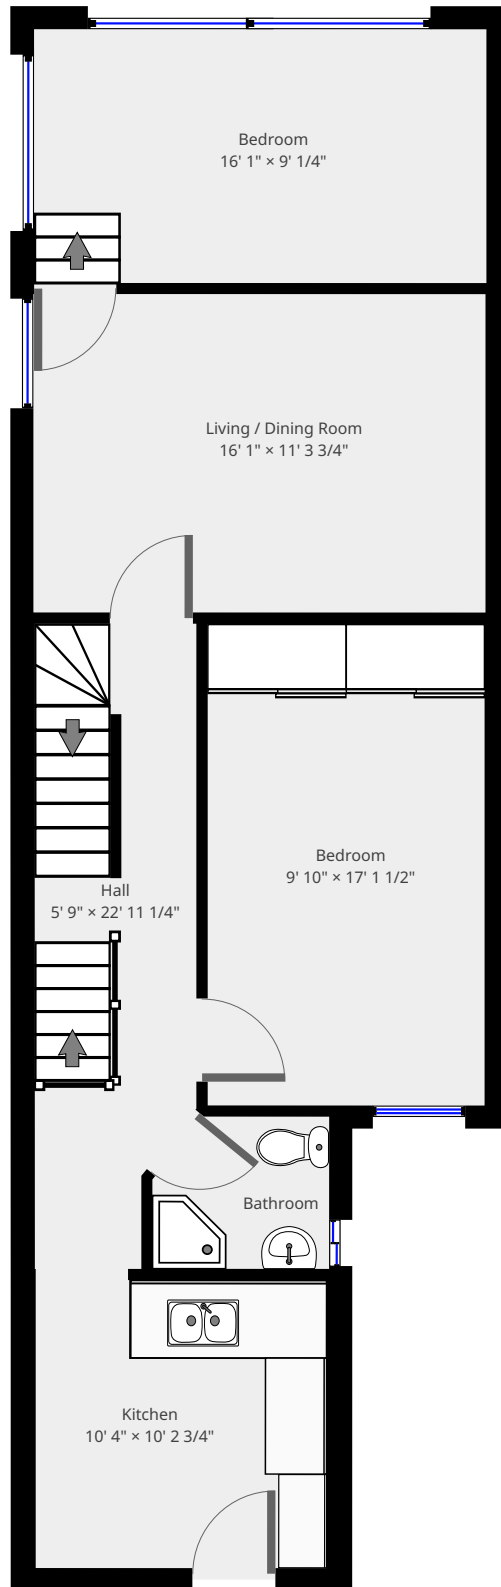 Bedroom
16' 1" × 9' 1/4"
Living / Dining Room
16' 1" × 11' 3 3/4"
Bedroom
9' 10" × 17' 1 1/2"
Hall
5' 9" × 22' 11 1/4"
Bathroom
Kitchen
10' 4" × 10' 2 3/4"